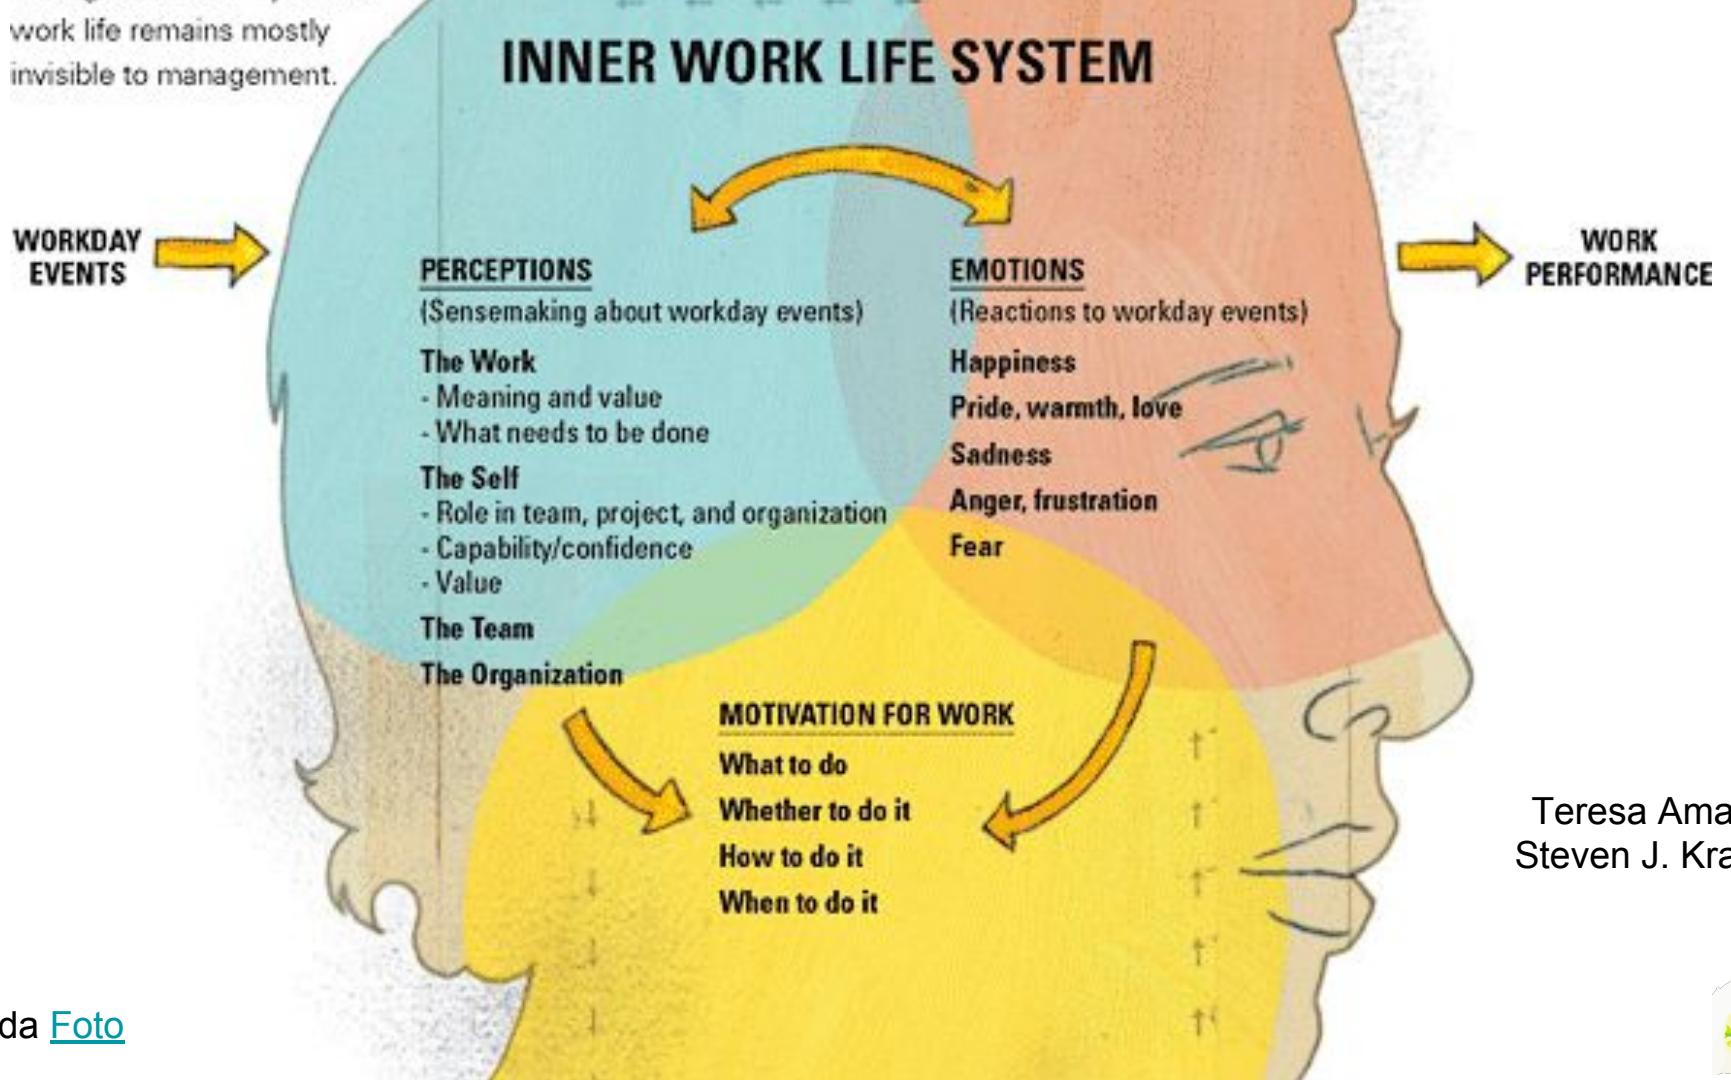 work life remains mostly
invisible to management.
INNER WORK LIFE SYSTEM
WORKDAY
EVENTS
PERCEPTIONS
(Sensemaking about workday events)
The Work
- Meaning and value
- What needs to be done
The Self
- Role in team, project, and organization
- Capability/confidence
- Value
The Team
The Organization
EMOTIONS
(Reactions to workday events)
Happiness
Pride, warmth, love
Sadness
Anger, frustration
Fear
WORK
PERFORMANCE
MOTIVATION FOR WORK
What to do
Whether to do it
How to do it
When to do it
Teresa Ama
Steven J. Kra
da Foto